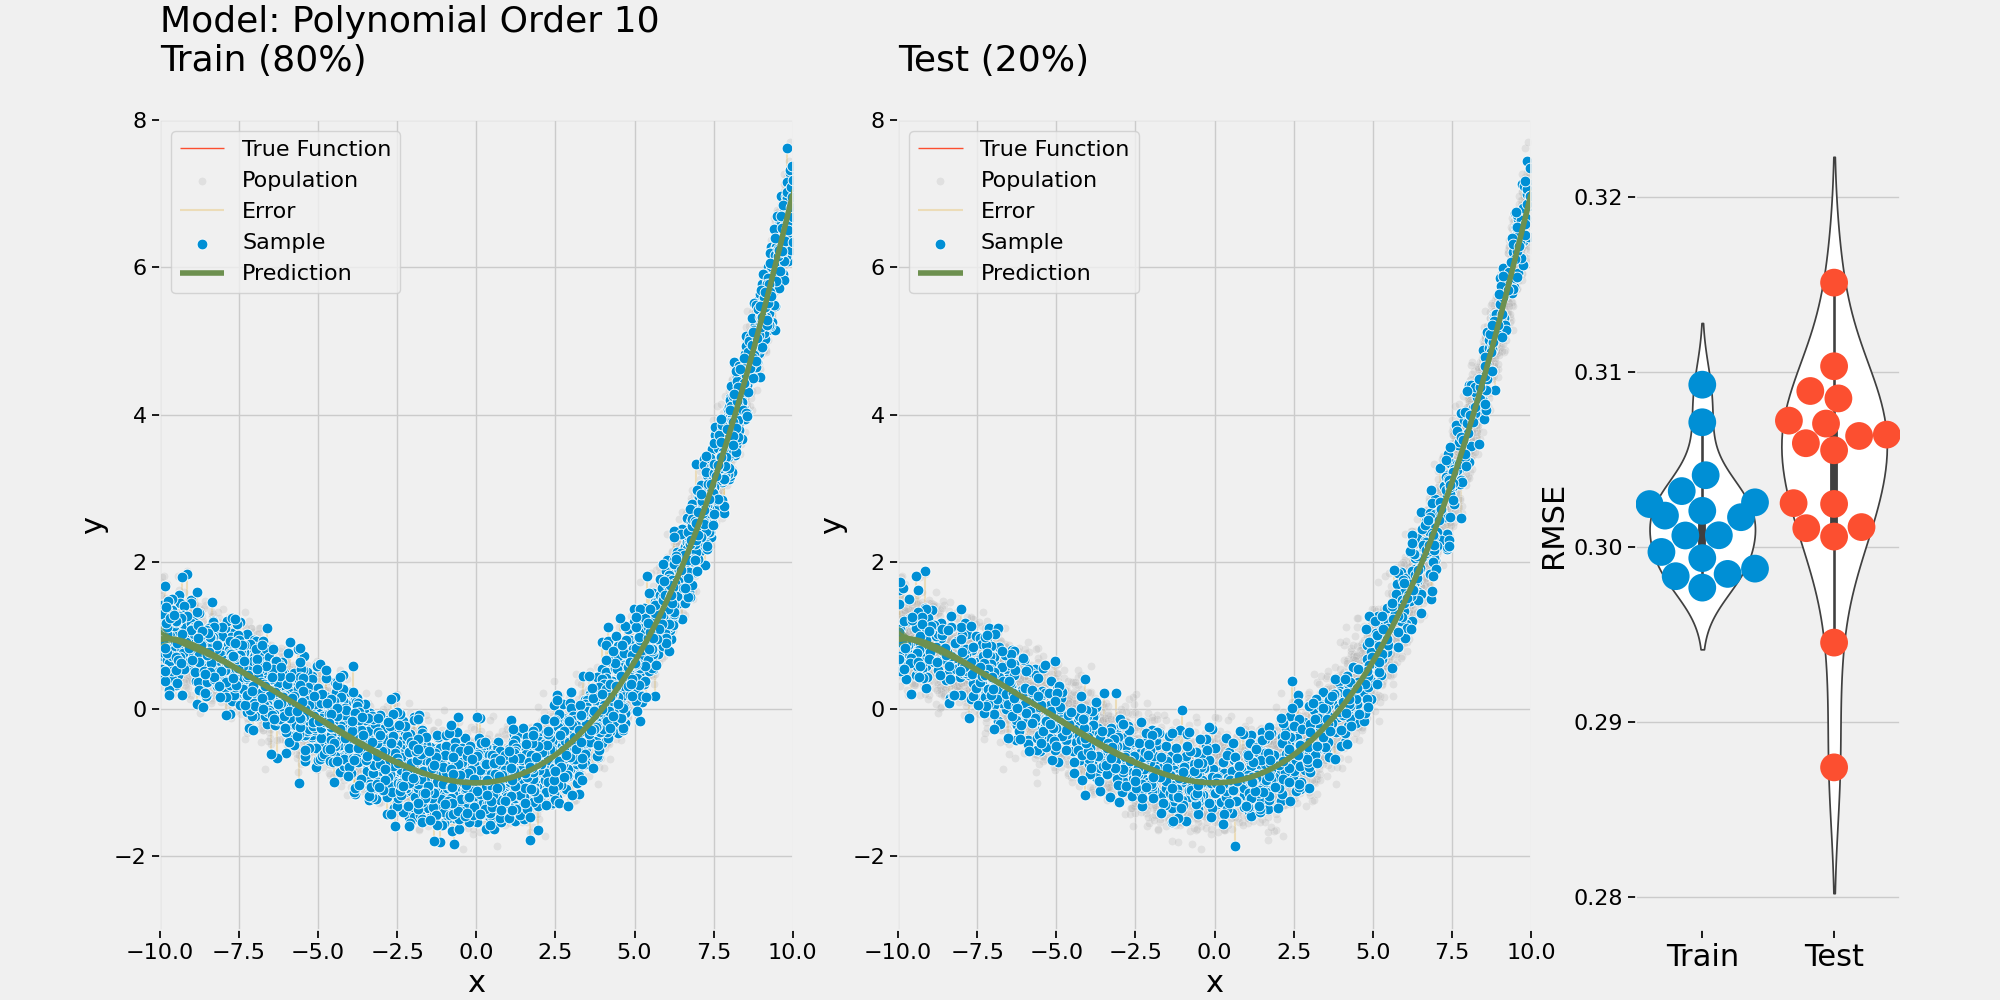 Model: Polynomial Order 10
Train (80%)
Test (20%)
8
6
4
2
0
−2
y
True Function
Population
Error
Sample
Prediction
−10.0 −7.5 −5.0 −2.5 0.0 2.5 5.0 7.5 10.0
x
8
6
4
2
0
−2
y
True Function
Population
Error
Sample
Prediction
−10.0 −7.5 −5.0 −2.5 0.0 2.5 5.0 7.5 10.0
x
0.32
0.31
0.30
0.29
0.28
RMSE
Train Test